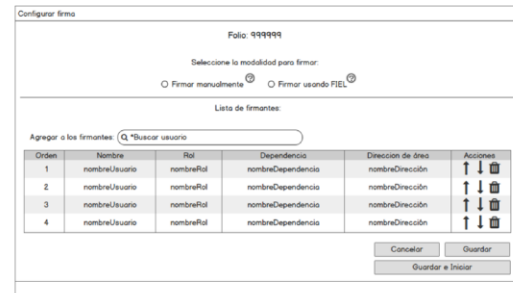 Configurar firma
Folio: 999999
Seleccione la modalidad para firmar:
Firmar manualmente ? Firmar usando FIEL ?
Lista de firmantes:
Agregar a los firmantes: *Buscar usuario
Orden Nombre Rol Dependencia Direccion de área Acciones
1 nombreUsuario nombreRol nombreDependencia nombreDirección
2 nombreUsuario nombreRol nombreDependencia nombreDirección
3 nombreUsuario nombreRol nombreDependencia nombreDirección
4 nombreUsuario nombreRol nombreDependencia nombreDirección
Cancelar Guardar
Guardar e Iniciar